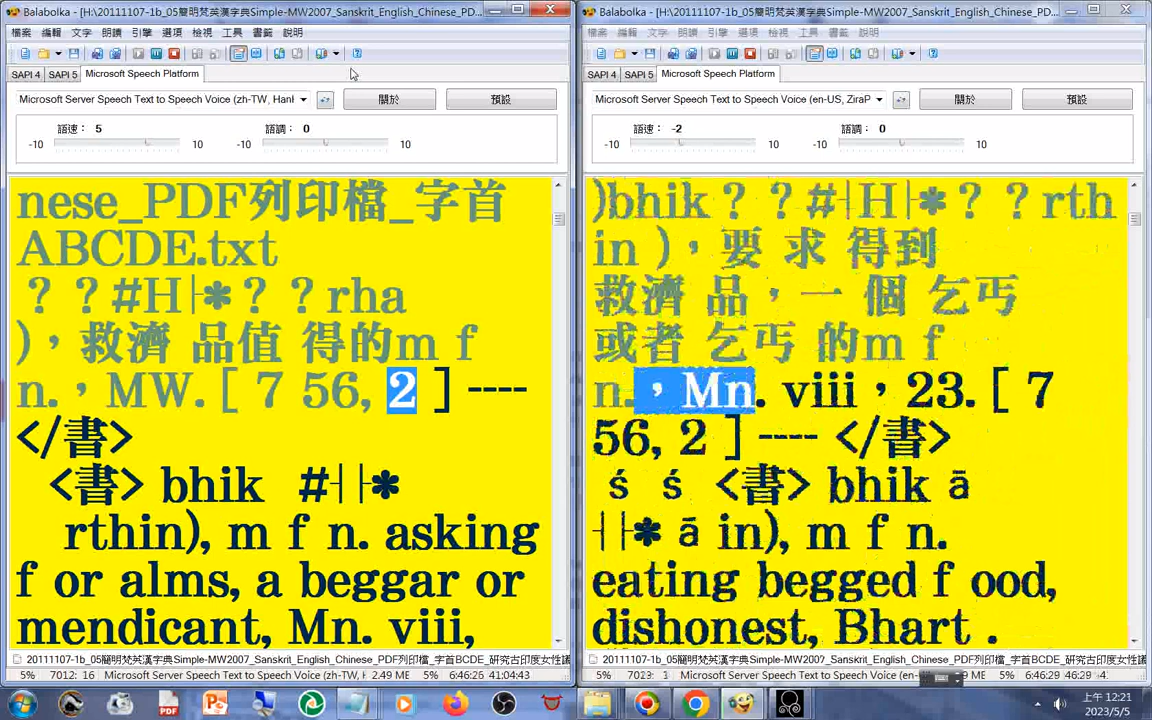 Balabolka - [H:\20111107-1b_05簡明梵英漢字典Simple-MW2007_Sanskrit_English_Chinese_PD...
檔案 編輯 文字 朗讀 引擎 選項 檢視 工具 書籤 說明
SAPI 4 SAPI 5 Microsoft Speech Platform
Microsoft Server Speech Text to Speech Voice (zh-TW, Hanl 關於 預設
語速: 5 語調: 0
-10 10 -10 10
nese_PDF列印檔_字首
ABCDE.txt
??#H├✽??rha
),救濟 品值 得的m f
n.,MW. [ 7 56, 2 ] ----
</書>
<書> bhik #┤├✽
rthin), m f n. asking
f or alms, a beggar or
mendicant, Mn. viii,
20111107-1b_05簡明梵英漢字典Simple-MW2007_Sanskrit_English_Chinese_PDF列印檔_字首BCDE_研究古印度女性議
5% 7012: 16 Microsoft Server Speech Text to Speech Voice (zh-TW, 2.49 MB 5% 6:46:26 41:04:43
Balabolka - [H:\20111107-1b_05簡明梵英漢字典Simple-MW2007_Sanskrit_English_Chinese_PD...
檔案 編輯 文字 朗讀 引擎 選項 檢視 工具 書籤 說明
SAPI 4 SAPI 5 Microsoft Speech Platform
Microsoft Server Speech Text to Speech Voice (en-US, ZiraP 關於 預設
語速: -2 語調: 0
-10 10 -10 10
)bhik??#┤H├✽??rth
in ),要 求 得到
救濟 品,一 個 乞丐
或者 乞丐 的m f
n.,Mn. viii,23. [ 7
56, 2 ] ---- </書>
ś ś <書> bhik ā
┤├✽ ā in), m f n.
eating begged f ood,
dishonest, Bhart .
20111107-1b_05簡明梵英漢字典Simple-MW2007_Sanskrit_English_Chinese_PDF列印檔_字首BCDE_研究古印度女性議
5% 7023: 1 Microsoft Server Speech Text to Speech Voice (en-U 5% 6:46:29 46:29
上午 12:21
2023/5/5